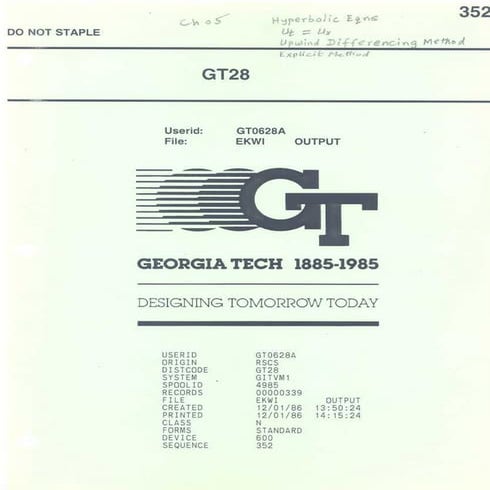 352
Ch 05 Hyperbolic Eqns
DO NOT STAPLE
Ut = Ux
Upwind Differencing Method
Explicit Method
GT28
Userid: GT0628A
File: EKWI OUTPUT
GT
GEORGIA TECH 1885-1985
DESIGNING TOMORROW TODAY
USERID GT0628A
ORIGIN RSCS
DISTCODE GT28
SYSTEM GITVM1
SPOOLID 4985
RECORDS 00000339
FILE EKWI OUTPUT
CREATED 12/01/86 13:50:24
PRINTED 12/01/86 14:15:24
CLASS N
FORMS STANDARD
DEVICE 600
SEQUENCE 352